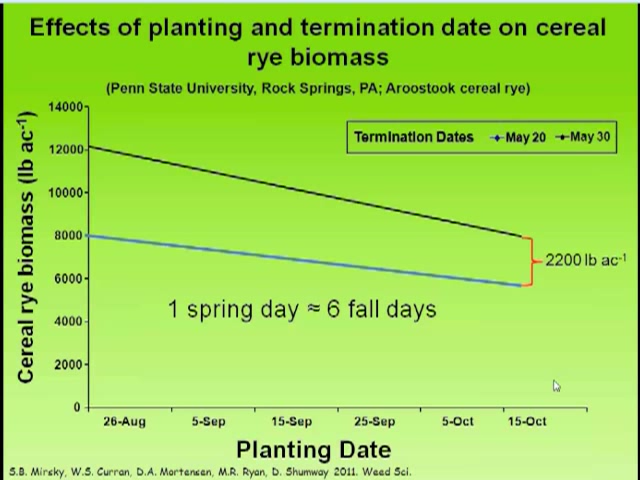 Effects of planting and termination date on cereal
rye biomass
(Penn State University, Rock Springs, PA; Aroostook cereal rye)
Cereal rye biomass (lb ac-1)
14000
12000
10000
8000
6000
4000
2000
0
Termination Dates May 20 May 30
2200 lb ac-1
1 spring day ≈ 6 fall days
26-Aug 5-Sep 15-Sep 25-Sep 5-Oct 15-Oct
Planting Date
S.B. Mirsky, W.S. Curran, D.A. Mortensen, M.R. Ryan, D. Shumway 2011. Weed Sci.